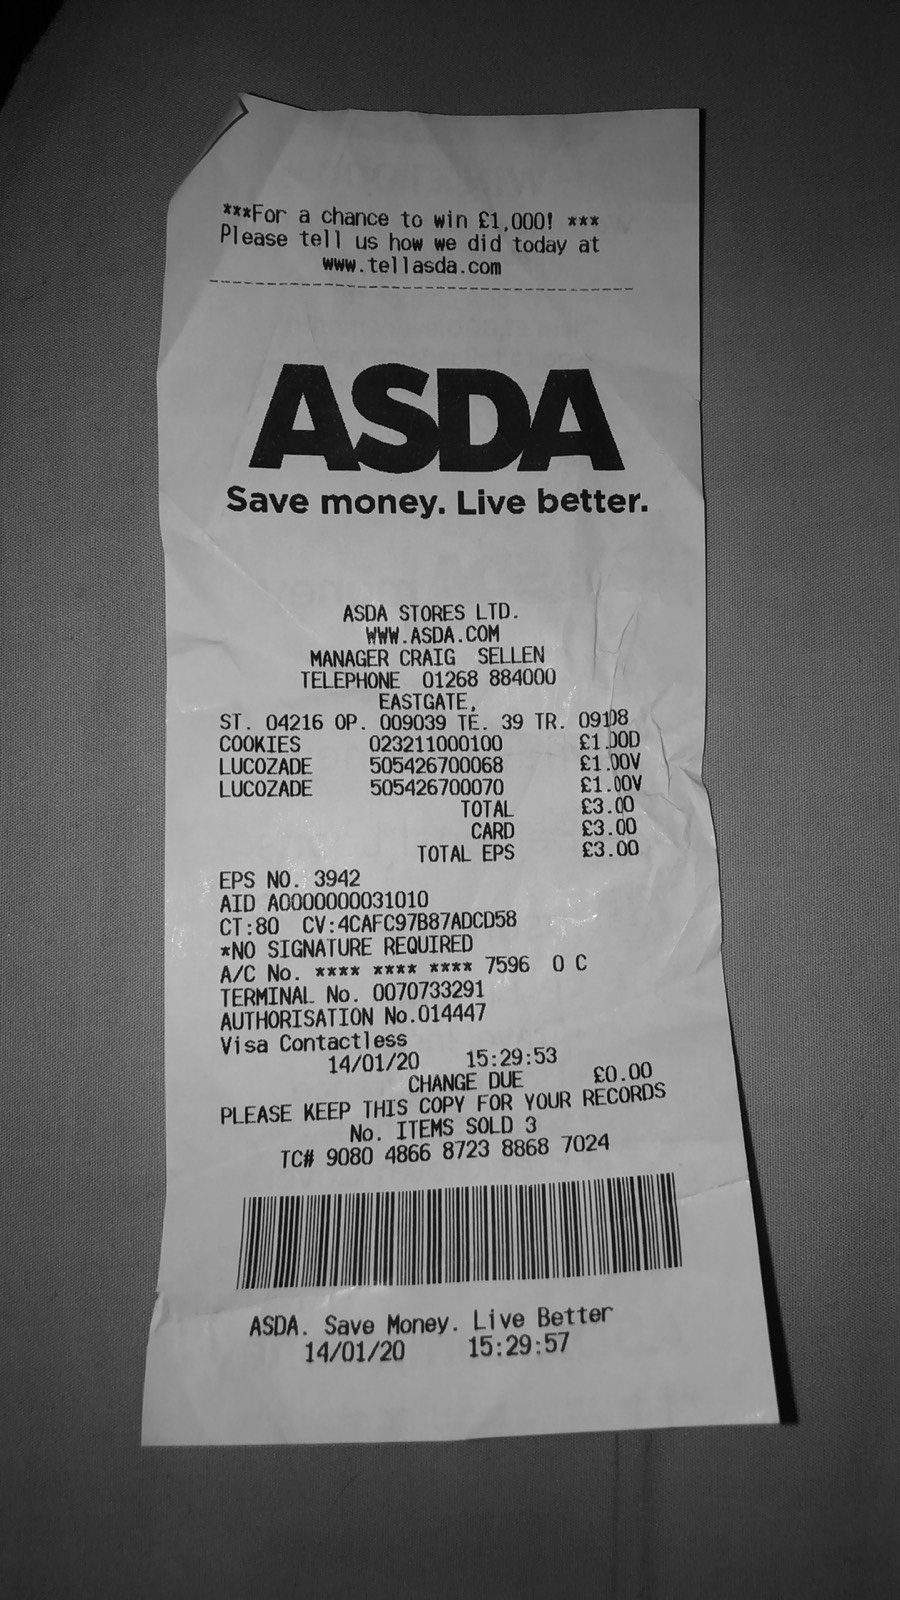 ***For a chance to win £1,000! ***
Please tell us how we did today at
www.tellasda.com
ASDA
Save money. Live better.
ASDA STORES LTD.
WWW.ASDA.COM
MANAGER CRAIG SELLEN
TELEPHONE 01268 884000
EASTGATE,
ST. 04216 OP. 009039 TE. 39 TR. 09108
COOKIES 023211000100 £1.00D
LUCOZADE 505426700068 £1.00V
LUCOZADE 505426700070 £1.00V
TOTAL £3.00
CARD £3.00
TOTAL EPS £3.00
EPS NO. 3942
AID A0000000031010
CT:80 CV:4CAFC97B87ADCD58
*NO SIGNATURE REQUIRED
A/C No. **** **** **** 7596 0 C
TERMINAL No. 0070733291
AUTHORISATION No.014447
Visa Contactless
14/01/20 15:29:53
CHANGE DUE £0.00
PLEASE KEEP THIS COPY FOR YOUR RECORDS
No. ITEMS SOLD 3
TC# 9080 4866 8723 8868 7024
ASDA. Save Money. Live Better
14/01/20 15:29:57